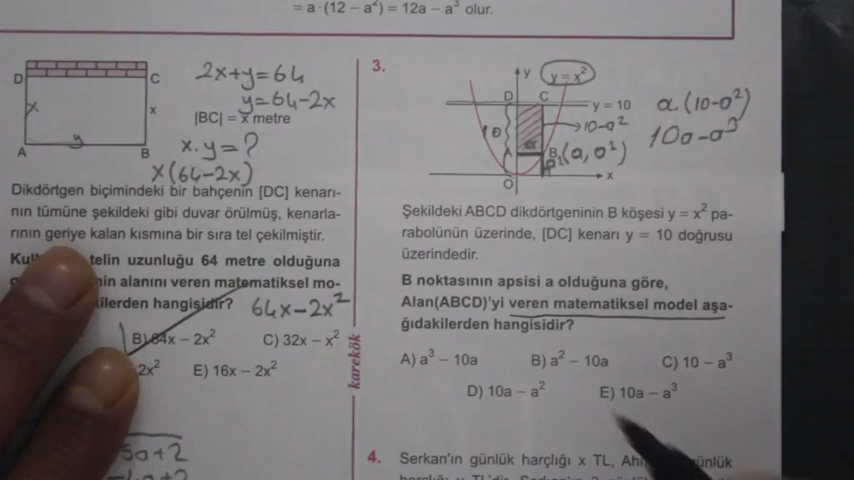 = a·(12 – a²) = 12a – a³ olur.
D
C
x
x
y
A
B
2x+y=64
y=64-2x
|BC| = x metre
x.y=?
x(64-2x)
Dikdörtgen biçimindeki bir bahçenin [DC] kenarı-
nın tümüne şekildeki gibi duvar örülmüş, kenarla-
rının geriye kalan kısmına bir sıra tel çekilmiştir.
telin uzunluğu 64 metre olduğuna
alanını veren matematiksel mo-
kilerden hangisidir?
64x-2x²
B) 64x – 2x²
C) 32x – x²
2x²
E) 16x – 2x²
5a+2
karekök
3.
y
y=x²
D
C
y = 10
10
10-a²
A
a
B
(a, a²)
a²
O
x
a.(10-a²)
10a-a³
Şekildeki ABCD dikdörtgeninin B köşesi y = x² pa-
rabolünün üzerinde, [DC] kenarı y = 10 doğrusu
üzerindedir.
B noktasının apsisi a olduğuna göre,
Alan(ABCD)'yi veren matematiksel model aşa-
ğıdakilerden hangisidir?
A) a³ – 10a
B) a² – 10a
C) 10 – a³
D) 10a – a²
E) 10a – a³
4.
Serkan'ın günlük harçlığı x TL, günlük